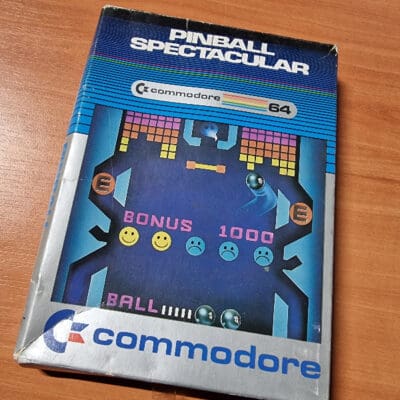 PINBALL
SPECTACULAR
commodore 64
E
E
BONUS 1000
BALL
commodore